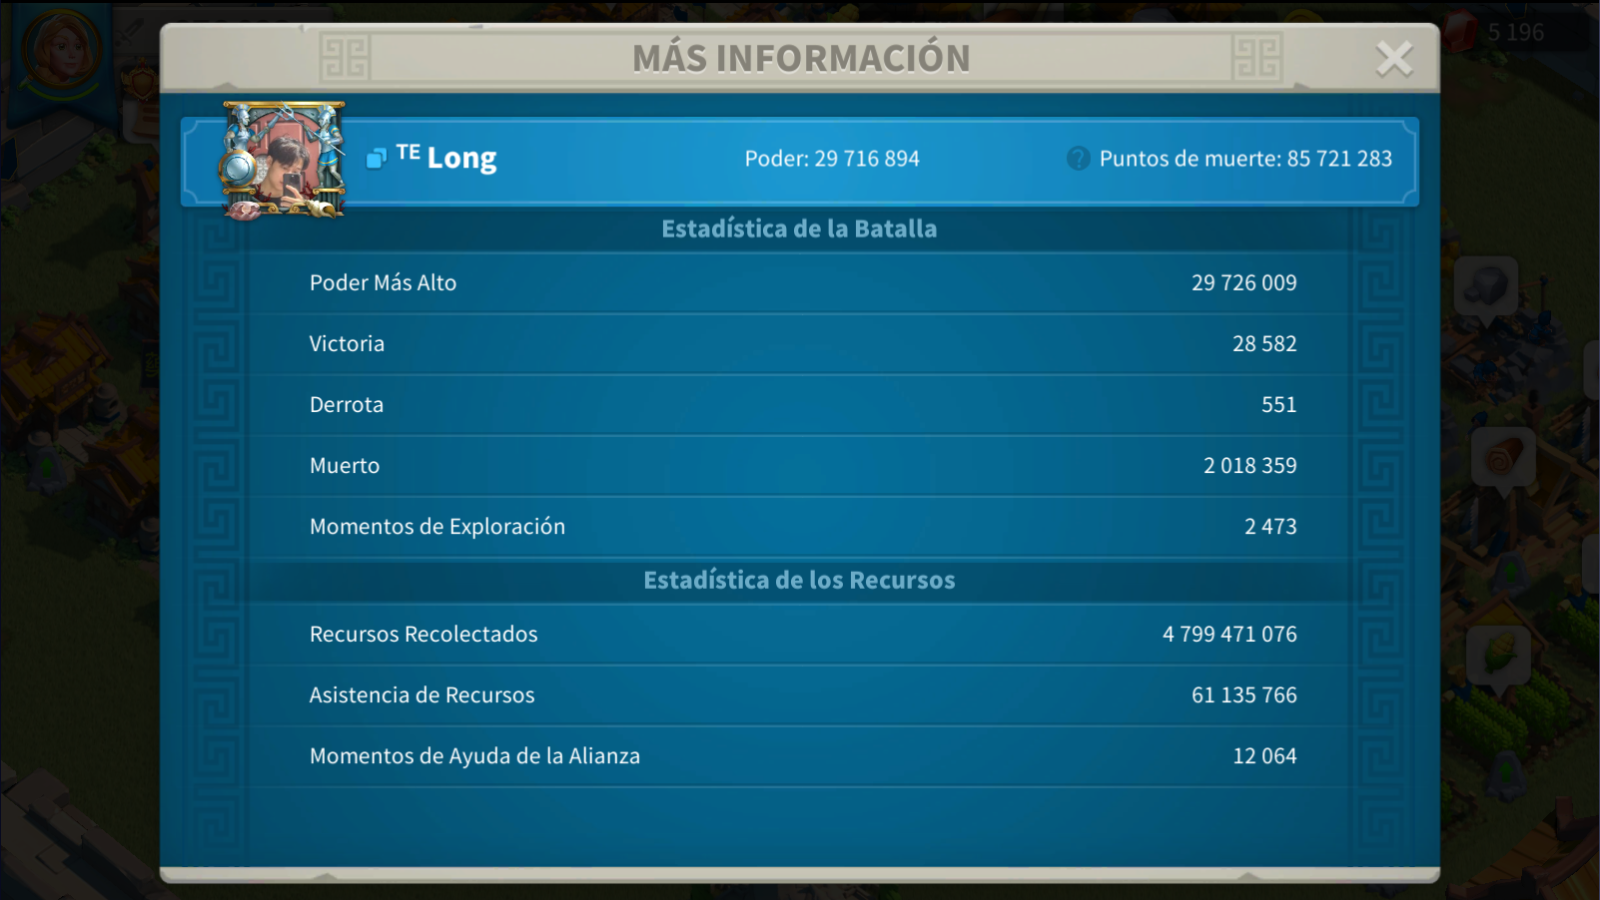 5 196
MÁS INFORMACIÓN
ᵀᴱ Long
Poder: 29 716 894
? Puntos de muerte: 85 721 283
Estadística de la Batalla
Poder Más Alto 29 726 009
Victoria 28 582
Derrota 551
Muerto 2 018 359
Momentos de Exploración 2 473
Estadística de los Recursos
Recursos Recolectados 4 799 471 076
Asistencia de Recursos 61 135 766
Momentos de Ayuda de la Alianza 12 064